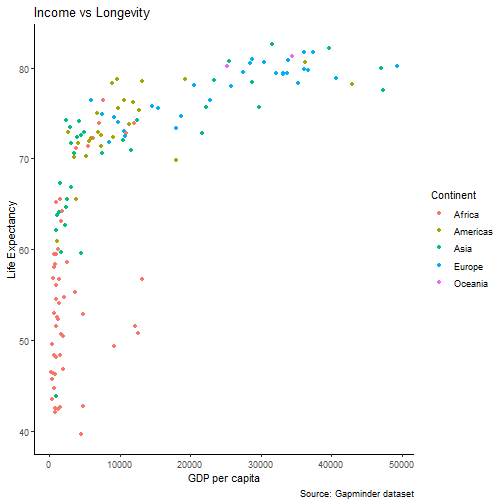 Income vs Longevity
Life Expectancy
80
70
60
50
40
0
10000
20000
30000
40000
50000
GDP per capita
Continent
Africa
Americas
Asia
Europe
Oceania
Source: Gapminder dataset